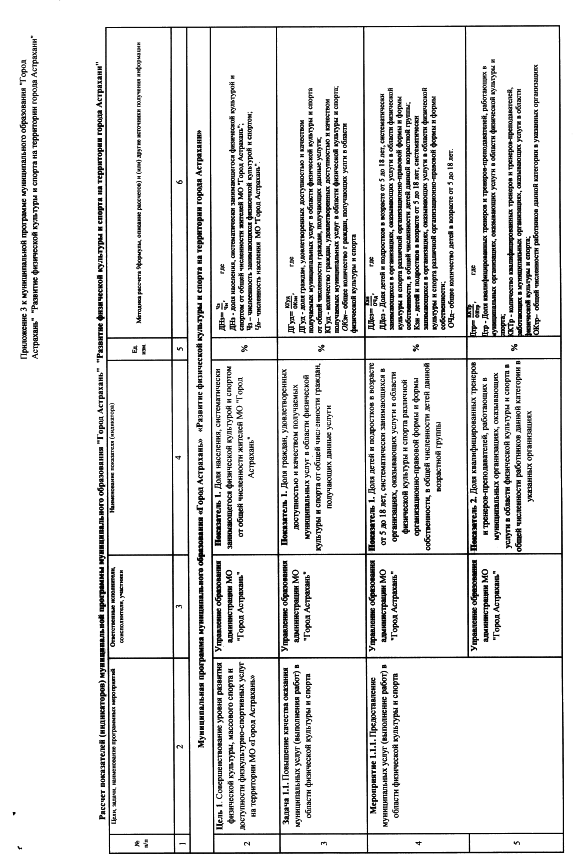 Приложение 3 к муниципальной программе муниципального образования "Город
Астрахань" "Развитие физической культуры и спорта на территории города Астрахани"
Рассчет показателей (индикаторов) муниципальной программы муниципального образования "Город Астрахань" "Развитие физической культуры и спорта на территории города Астрахани"
№
п/п
Цели, задачи, наименование программных мероприятий
Ответственные исполнители,
соисполнители, участники
Наименование показателя (индикатора)
Ед.
изм.
Методика рассчета (формулы, описание рассчетов) и (или) другие источники получения информации
1
2
3
4
5
6
Муниципальная программа муниципального образования «Город Астрахань» «Развитие физической культуры и спорта на территории города Астрахани»
2
Цель 1. Совершенствование уровня развития
физической культуры, массового спорта и
доступности физкультурно-спортивных услуг
на территории МО «Город Астрахань»
Управление образования
администрации МО
"Город Астрахань"
Показатель 1. Доля населения, систематически
занимающегося физической культурой и спортом
от общей численности жителей МО "Город
Астрахань"
%
где
ДНз - доля населения, систематически занимающегося физической культурой и
спортом от общей численности жителей МО "Город Астрахань";
Чз - численность занимающихся физической культурой и спортом;
Чн- численность населения МО "Город Астрахань".
3
Задача 1.1. Повышение качества оказания
муниципальных услуг (выполнения работ) в
области физической культуры и спорта
Управление образования
администрации МО
"Город Астрахань"
Показатель 1. Доля граждан, удовлетворенных
доступностью и качеством получаемых
муниципальных услуг в области физической
культуры и спорта от общей численности граждан,
получающих данные услуги
%
где
ДГуд - доля граждан, удовлетворенных доступностью и качеством
получаемых муниципальных услуг в области физической культуры и спорта
от общей численности граждан, получающих данные услуги;
КГуд - количество граждан, удовлетворенных доступностью и качеством
получаемых муниципальных услуг в области физической культуры и спорта;
ОКГн- общее количество граждан, получающих услуги в области
физической культуры и спорта
4
Мероприятие 1.1.1. Предоставление
муниципальных услуг (выполнение работ) в
области физической культуры и спорта
Управление образования
администрации МО
"Город Астрахань"
Показатель 1. Доля детей и подростков в возрасте
от 5 до 18 лет, систематически занимающихся в
организациях, оказывающих услуги в области
физической культуры и спорта различной
организационно-правовой формы и формы
собственности, в общей численности детей данной
возрастной группы
%
где
ДДрз - Доля детей и подростков в возрасте от 5 до 18 лет, систематически
занимающихся в организациях, оказывающих услуги в области физической
культуры и спорта различной организационно-правовой формы и форм
собственности, в общей численности детей данной возрастной группы;
Кзн - детей и подростков в возрасте от 5 до 18 лет, систематически
занимающихся в организациях, оказывающих услуги в области физической
культуры и спорта различной организационно-правовой формы и формы
собственности;
ОЧд- общее количество детей в возрасте от 5 до 18 лет.
5
Управление образования
администрации МО
"Город Астрахань"
Показатель 2. Доля квалифицированных тренеров
и тренеров-преподавателей, работающих в
муниципальных организациях, оказывающих
услуги в области физической культуры и спорта в
общей численности работников данной категории в
указанных организациях
%
где
Доля квалифицированных тренеров и тренеров-преподавателей, работающих в
муниципальных организациях, оказывающих услуги в области физической культуры и
спорта;
количество квалифицированных тренеров и тренеров-преподавателей,
работающих в муниципальных организациях, оказывающих услуги в области
физической культуры и спорта;
общей численности работников данной категории в указанных организациях